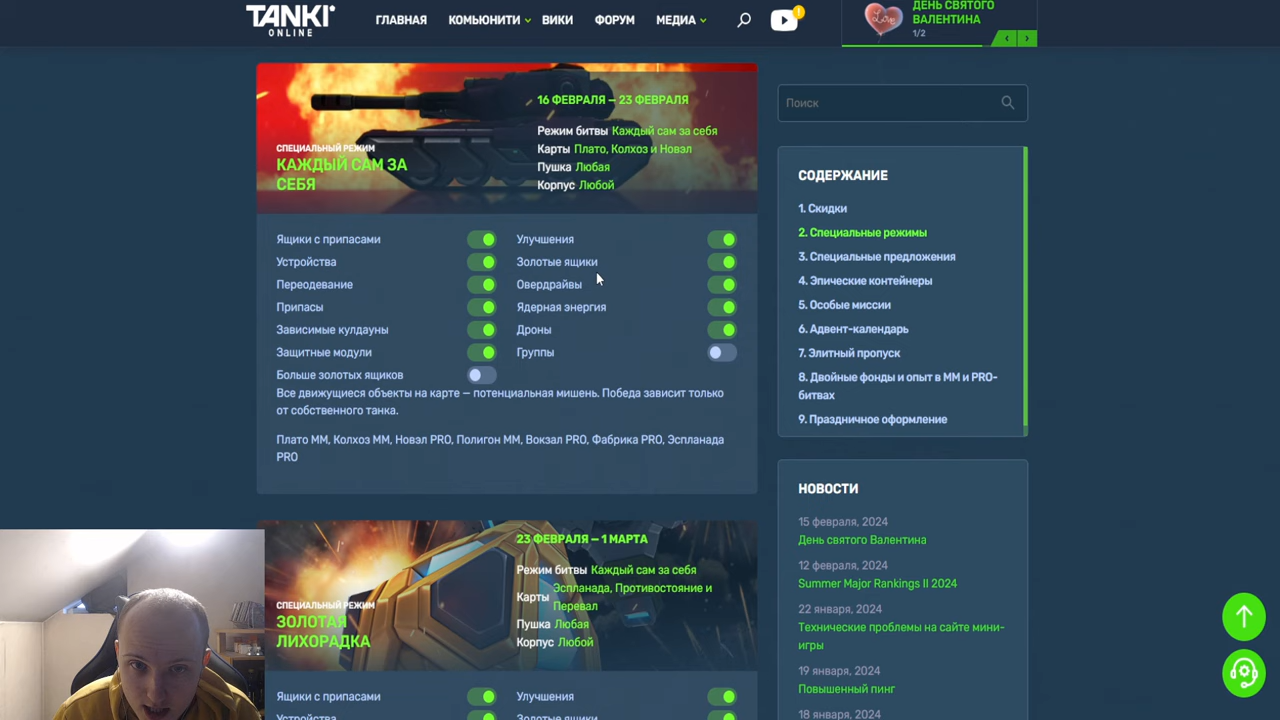 TANKI
ONLINE
ГЛАВНАЯ
КОМЬЮНИТИ
ВИКИ
ФОРУМ
МЕДИА
1
Love
ДЕНЬ СВЯТОГО
ВАЛЕНТИНА
1/2
16 ФЕВРАЛЯ — 23 ФЕВРАЛЯ
Режим битвы Каждый сам за себя
Карты Плато, Колхоз и Новэл
Пушка Любая
Корпус Любой
СПЕЦИАЛЬНЫЙ РЕЖИМ
КАЖДЫЙ САМ ЗА
СЕБЯ
Ящики с припасами
Улучшения
Устройства
Золотые ящики
Переодевание
Овердрайвы
Припасы
Ядерная энергия
Зависимые кулдауны
Дроны
Защитные модули
Группы
Больше золотых ящиков
Все движущиеся объекты на карте — потенциальная мишень. Победа зависит только
от собственного танка.
Плато MM, Колхоз MM, Новэл PRO, Полигон MM, Вокзал PRO, Фабрика PRO, Эспланада
PRO
23 ФЕВРАЛЯ — 1 МАРТА
Режим битвы Каждый сам за себя
Карты Эспланада, Противостояние и
Перевал
Пушка Любая
Корпус Любой
СПЕЦИАЛЬНЫЙ РЕЖИМ
ЗОЛОТАЯ
ЛИХОРАДКА
Ящики с припасами
Улучшения
Устройства
Золотые ящики
Поиск
СОДЕРЖАНИЕ
1. Скидки
2. Специальные режимы
3. Специальные предложения
4. Эпические контейнеры
5. Особые миссии
6. Адвент-календарь
7. Элитный пропуск
8. Двойные фонды и опыт в ММ и PRO-
битвах
9. Праздничное оформление
НОВОСТИ
15 февраля, 2024
День святого Валентина
12 февраля, 2024
Summer Major Rankings II 2024
22 января, 2024
Технические проблемы на сайте мини-
игры
19 января, 2024
Повышенный пинг
18 января, 2024